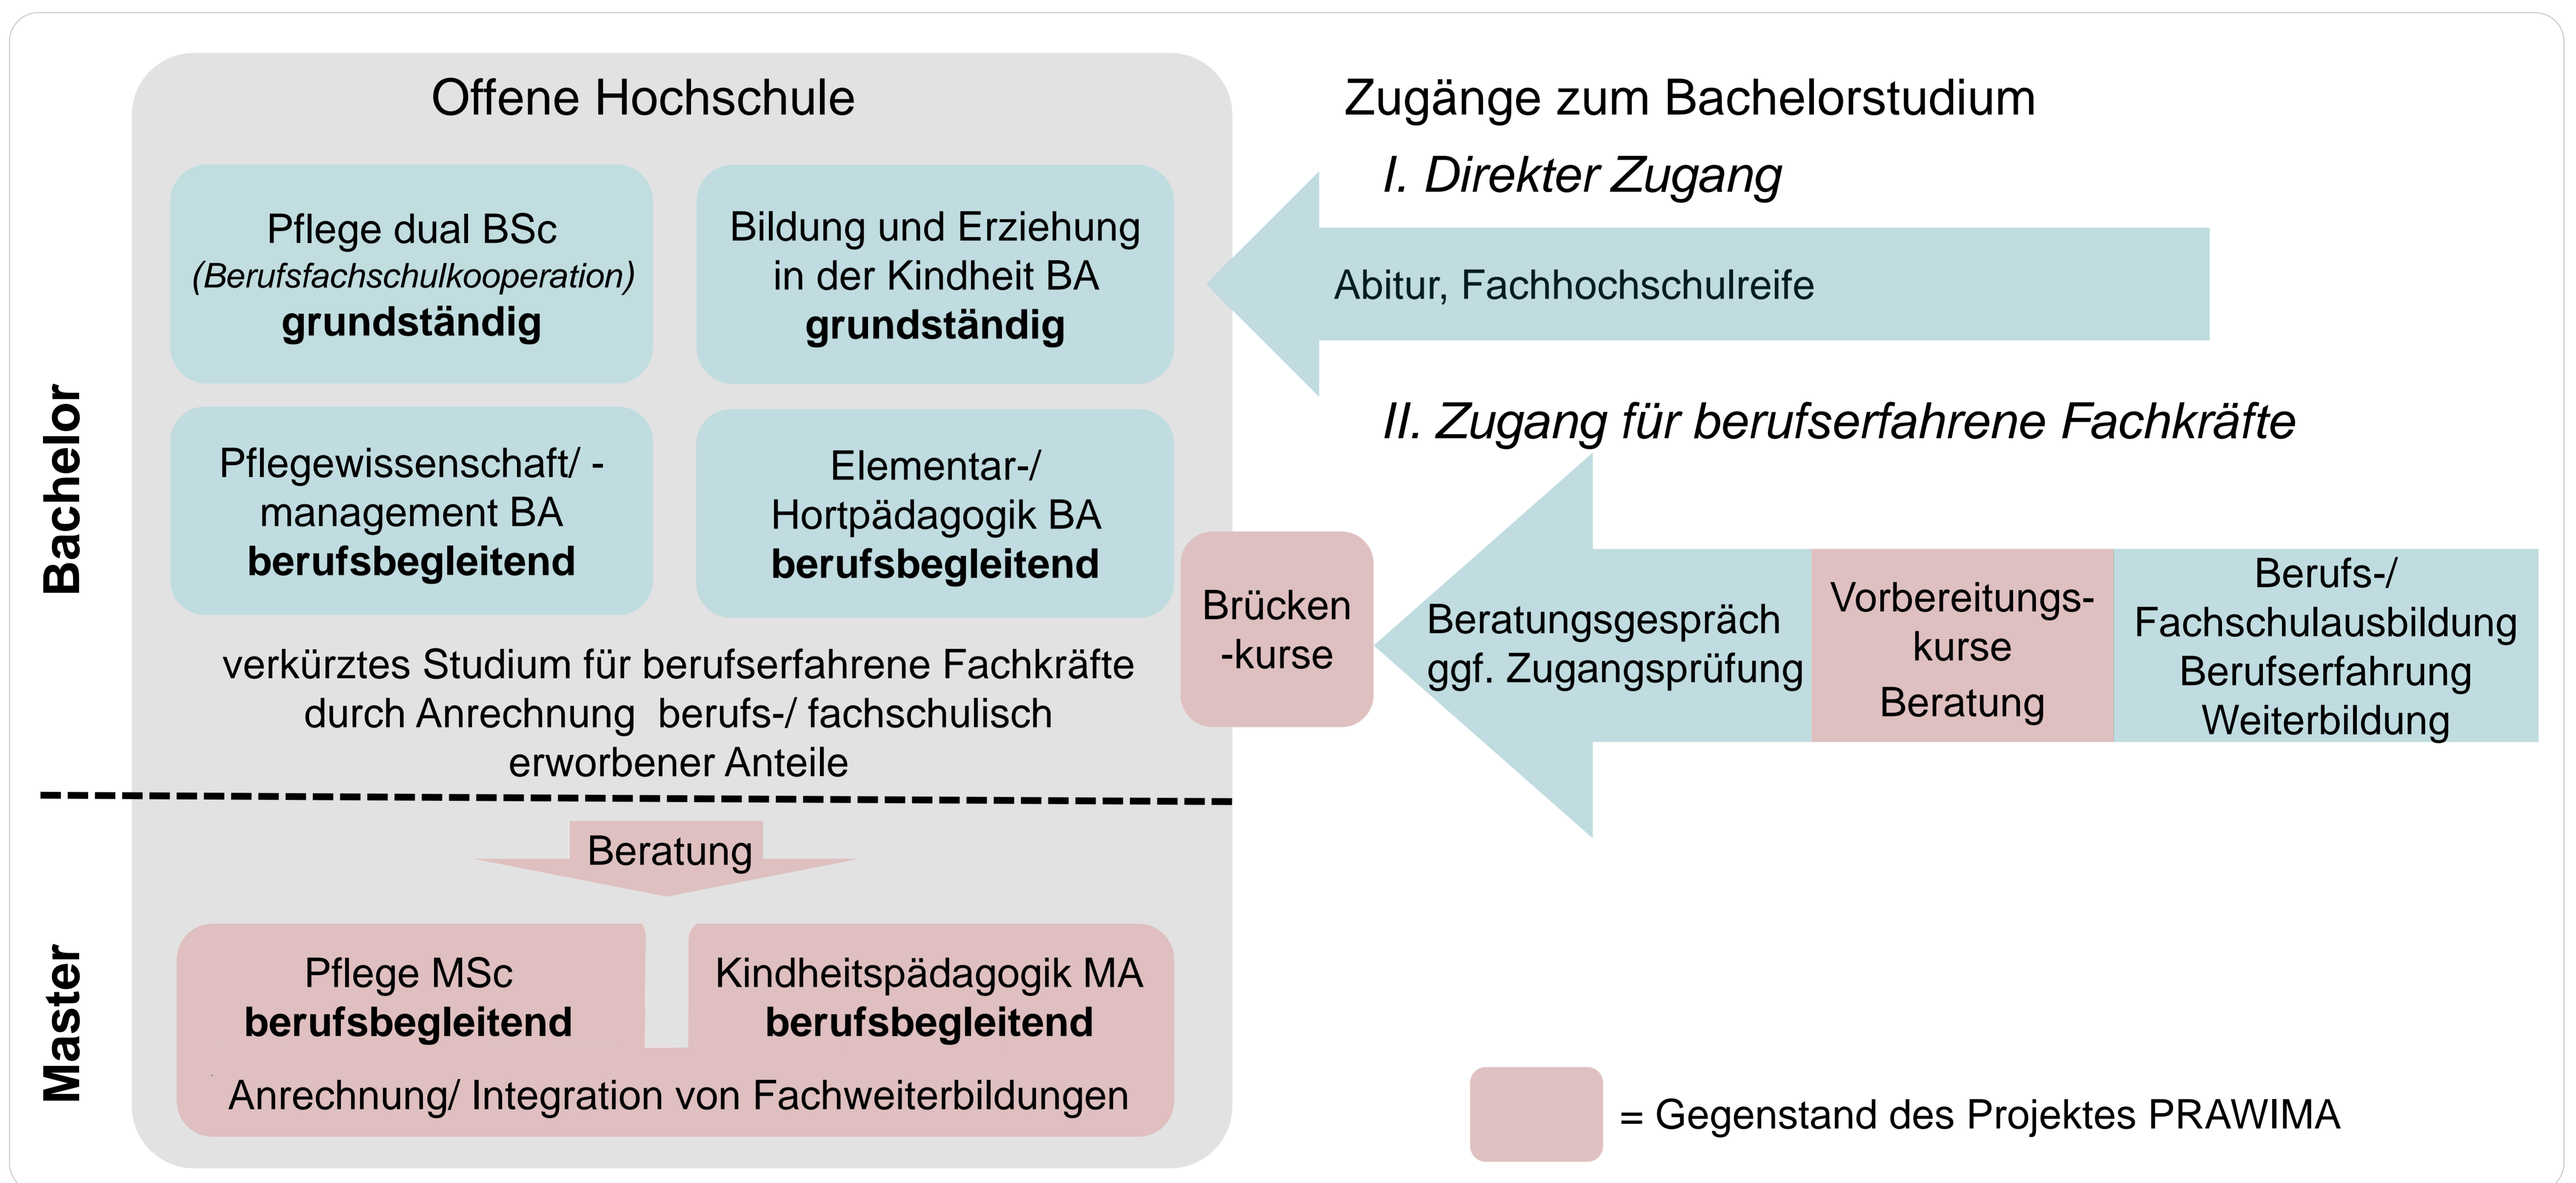 Offene Hochschule
Bachelor
Pflege dual BSc
(Berufsfachschulkooperation)
grundständig
Bildung und Erziehung
in der Kindheit BA
grundständig
Pflegewissenschaft/ -
management BA
berufsbegleitend
Elementar-/
Hortpädagogik BA
berufsbegleitend
verkürztes Studium für berufserfahrene Fachkräfte
durch Anrechnung berufs-/ fachschulisch
erworbener Anteile
Zugänge zum Bachelorstudium
I. Direkter Zugang
Abitur, Fachhochschulreife
II. Zugang für berufserfahrene Fachkräfte
Brücken
-kurse
Beratungsgespräch
ggf. Zugangsprüfung
Vorbereitungs-
kurse
Beratung
Berufs-/
Fachschulausbildung
Berufserfahrung
Weiterbildung
Master
Beratung
Pflege MSc
berufsbegleitend
Kindheitspädagogik MA
berufsbegleitend
Anrechnung/ Integration von Fachweiterbildungen
= Gegenstand des Projektes PRAWIMA